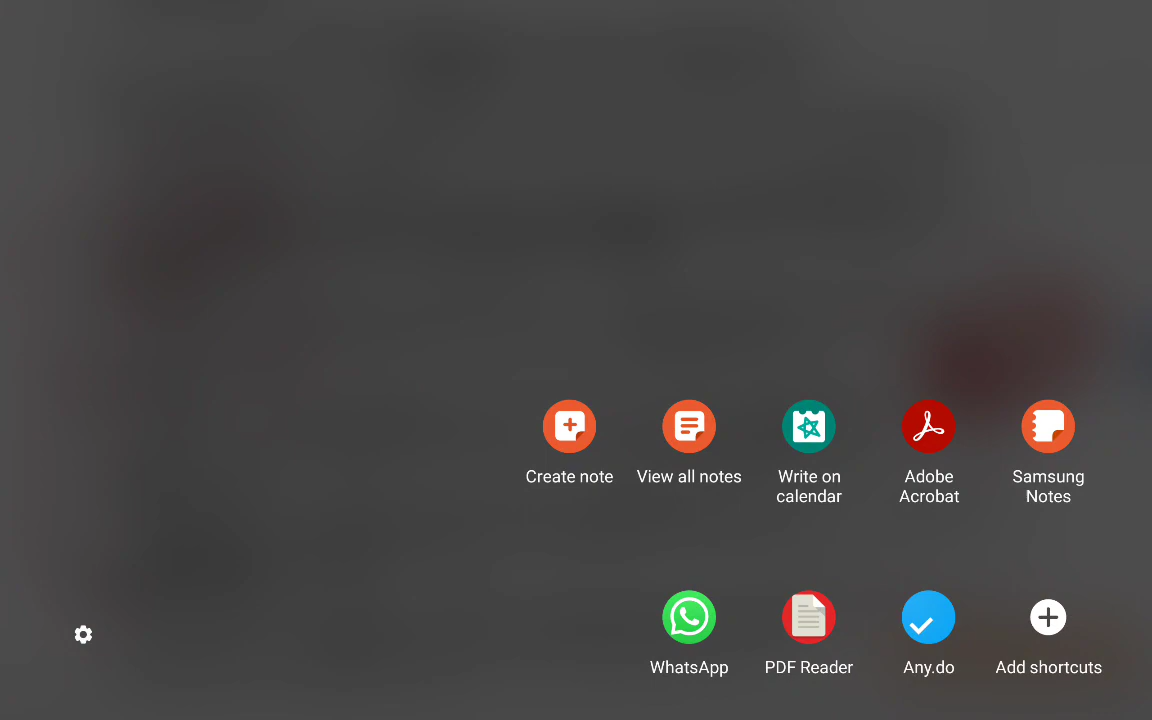 Create note
View all notes
Write on
calendar
Adobe
Acrobat
Samsung
Notes
WhatsApp
PDF Reader
Any.do
Add shortcuts